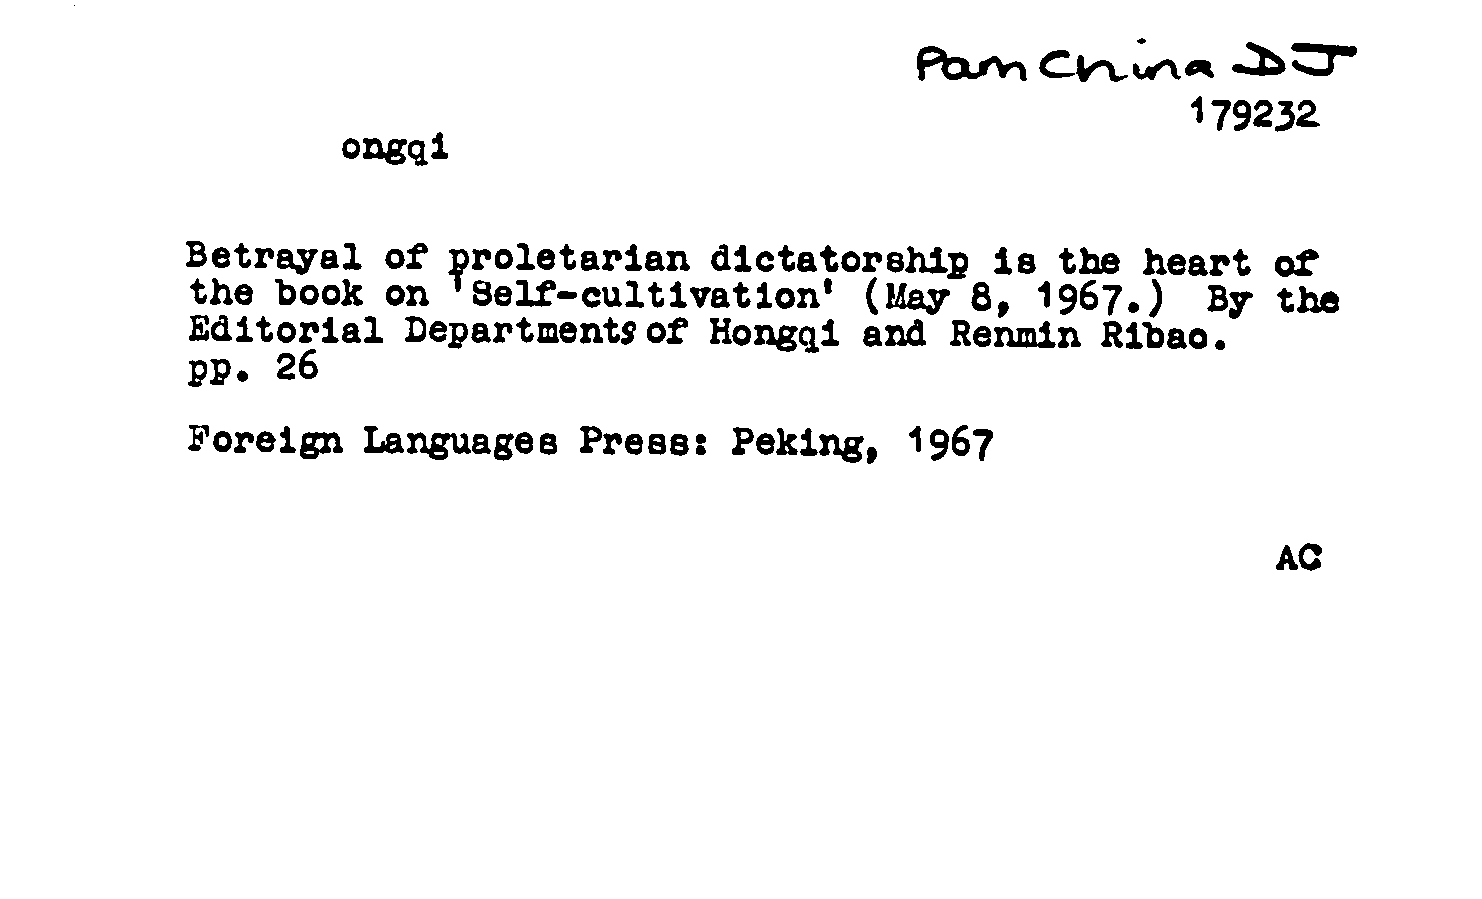 Pam China DJ
179232
ongqi
Betrayal of proletarian dictatorship is the heart of
the book on 'Self-cultivation' (May 8, 1967.) By the
Editorial Departments of Hongqi and Renmin Ribao.
pp. 26
Foreign Languages Press: Peking, 1967
AC